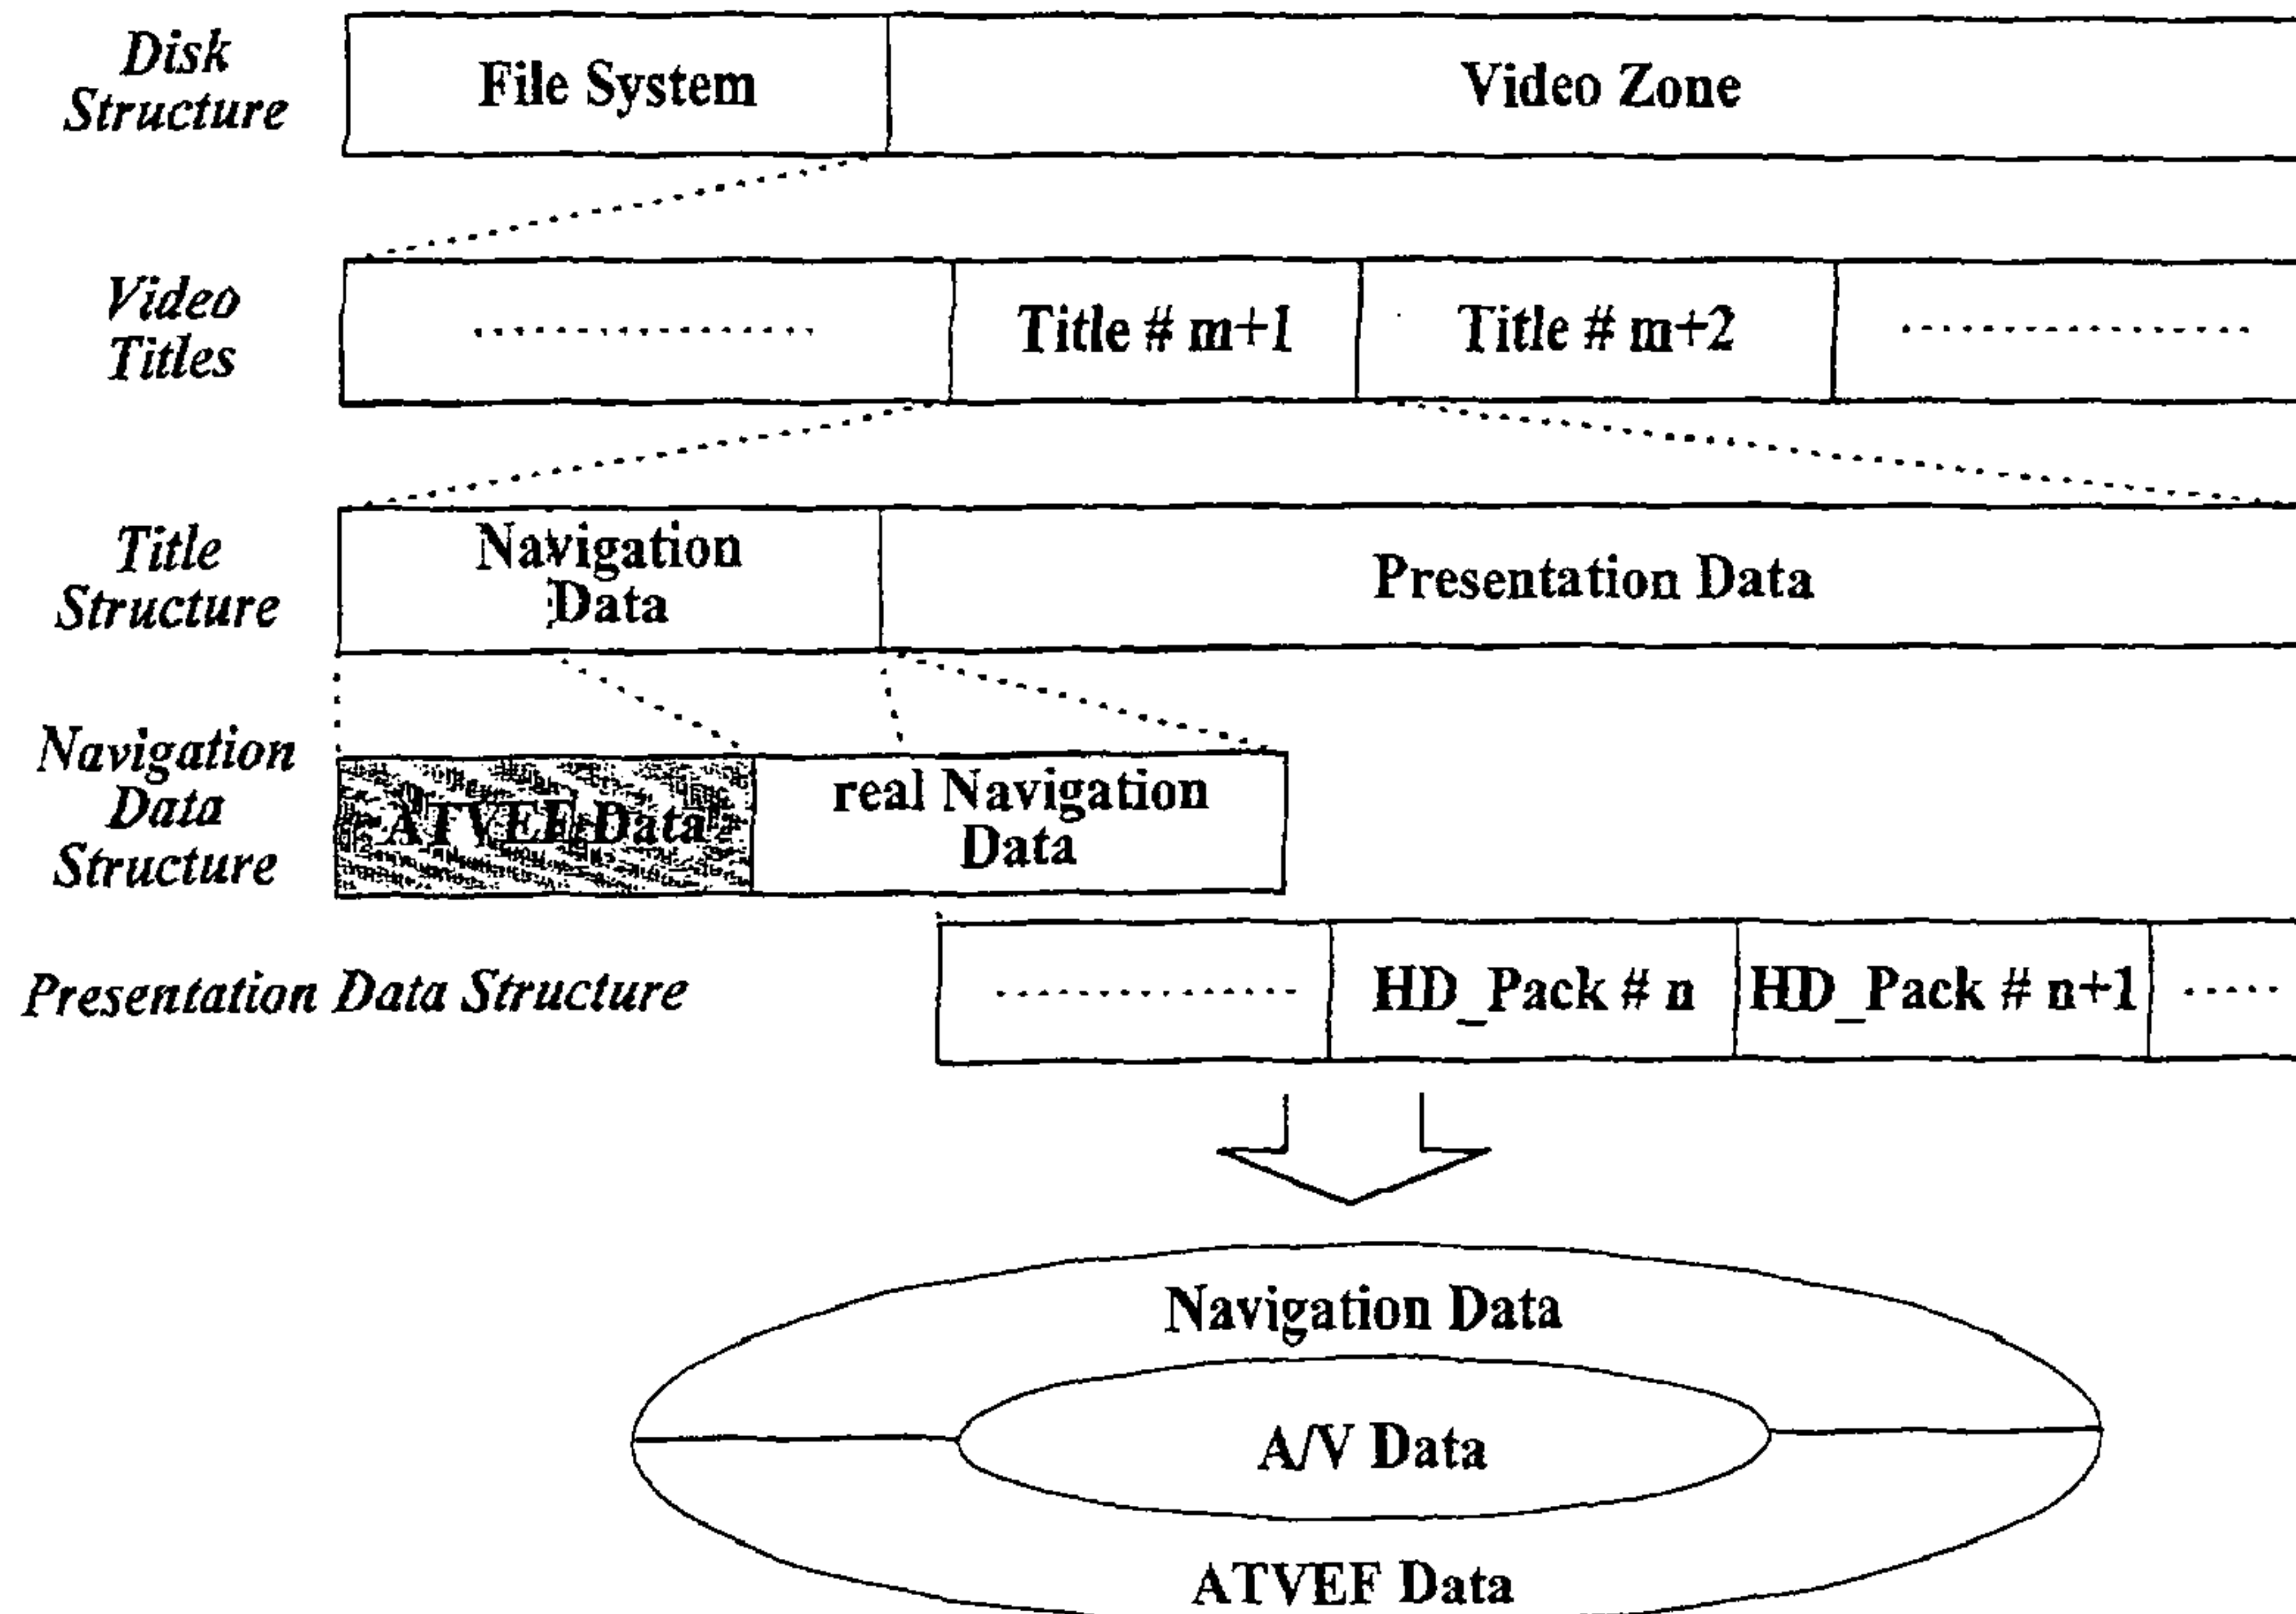 Disk
Structure
File System
Video Zone
Video
Titles
Title # m+1
Title # m+2
Title
Structure
Navigation
Data
Presentation Data
Navigation
Data
Structure
ATVEF Data
real Navigation
Data
Presentation Data Structure
HD_Pack # n
HD_Pack # n+1
Navigation Data
A/V Data
ATVEF Data